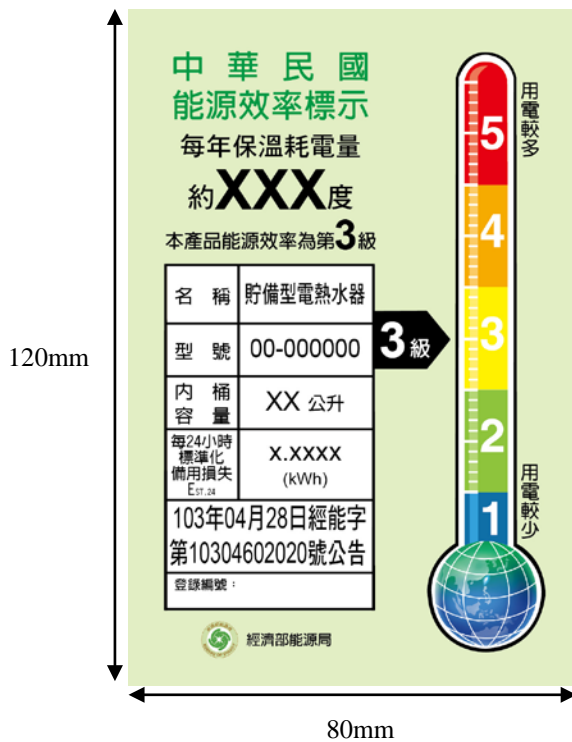 中華民國
能源效率標示
每年保溫耗電量
約XXX度
本產品能源效率為第3級
名稱 貯備型電熱水器
型號 00-000000
內桶容量 XX 公升
每24小時標準化備用損失 EST,24 X.XXXX (kWh)
103年04月28日經能字
第10304602020號公告
登錄編號：
經濟部能源局
3級
用電較多
5
4
3
2
1
用電較少
120mm
80mm